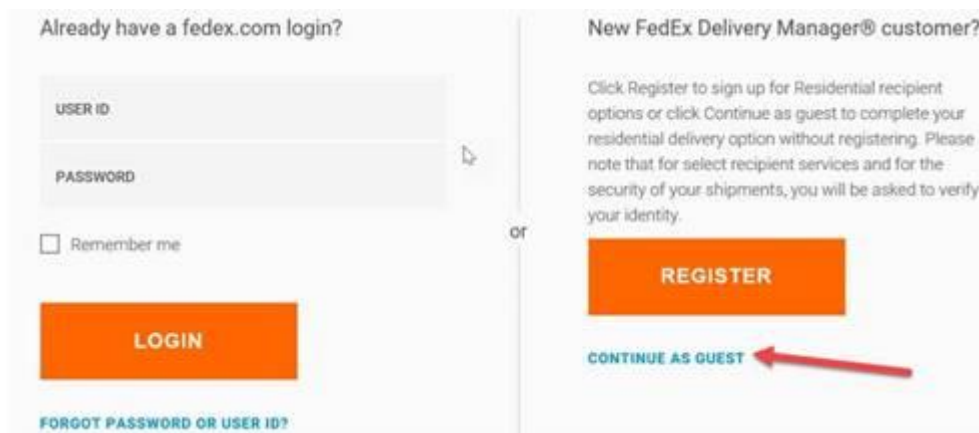 Already have a fedex.com login?
USER ID
PASSWORD
Remember me
LOGIN
FORGOT PASSWORD OR USER ID?
or
New FedEx Delivery Manager® customer?
Click Register to sign up for Residential recipient
options or click Continue as guest to complete your
residential delivery option without registering. Please
note that for select recipient services and for the
security of your shipments, you will be asked to verify
your identity.
REGISTER
CONTINUE AS GUEST